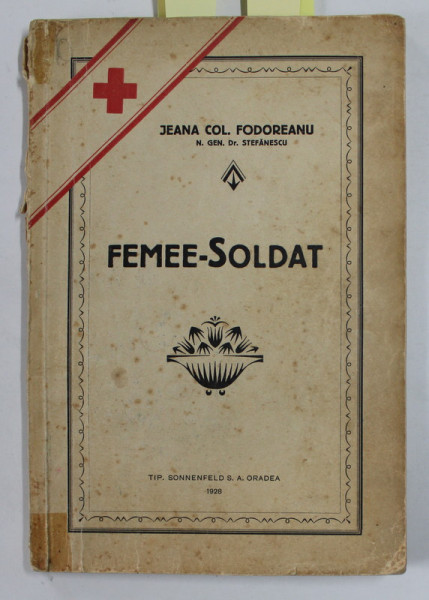 JEANA COL. FODOREANU
N. GEN. Dr. STEFĂNESCU
FEMEE-SOLDAT
TIP. SONNENFELD S. A. ORADEA
1928